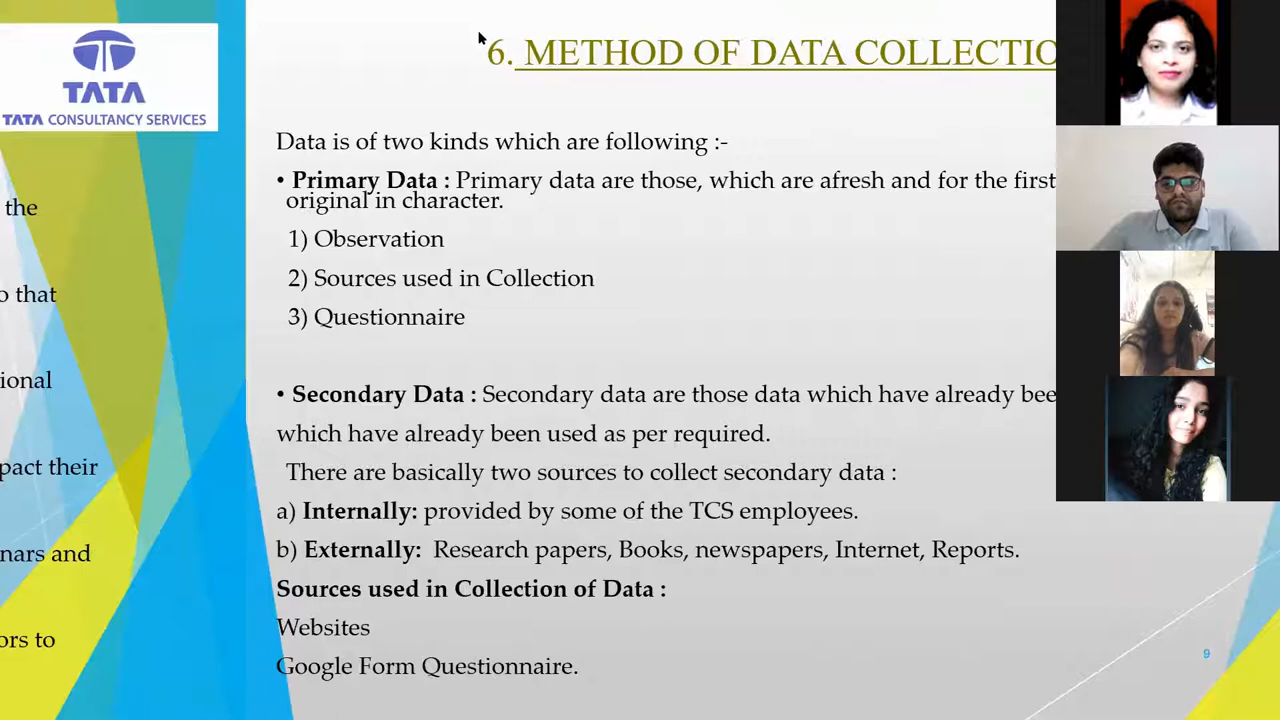 TATA
TATA CONSULTANCY SERVICES
the
o that
ional
pact their
nars and
ors to
6. METHOD OF DATA COLLECTIO
Data is of two kinds which are following :-
• Primary Data : Primary data are those, which are afresh and for the first
original in character.
1) Observation
2) Sources used in Collection
3) Questionnaire
• Secondary Data : Secondary data are those data which have already bee
which have already been used as per required.
There are basically two sources to collect secondary data :
a) Internally: provided by some of the TCS employees.
b) Externally: Research papers, Books, newspapers, Internet, Reports.
Sources used in Collection of Data :
Websites
Google Form Questionnaire.
9